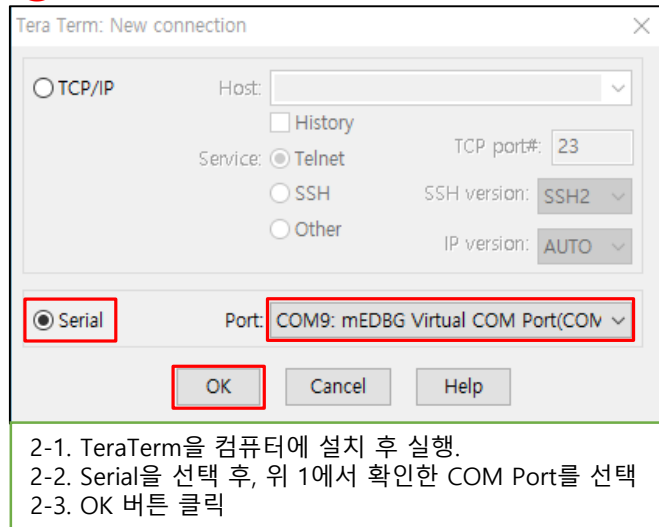 Tera Term: New connection
TCP/IP
Host:
History
Service:
Telnet
TCP port#: 23
SSH
SSH version: SSH2
Other
IP version: AUTO
Serial
Port: COM9: mEDBG Virtual COM Port(COM
OK
Cancel
Help
2-1. TeraTerm을 컴퓨터에 설치 후 실행.
2-2. Serial을 선택 후, 위 1에서 확인한 COM Port를 선택
2-3. OK 버튼 클릭